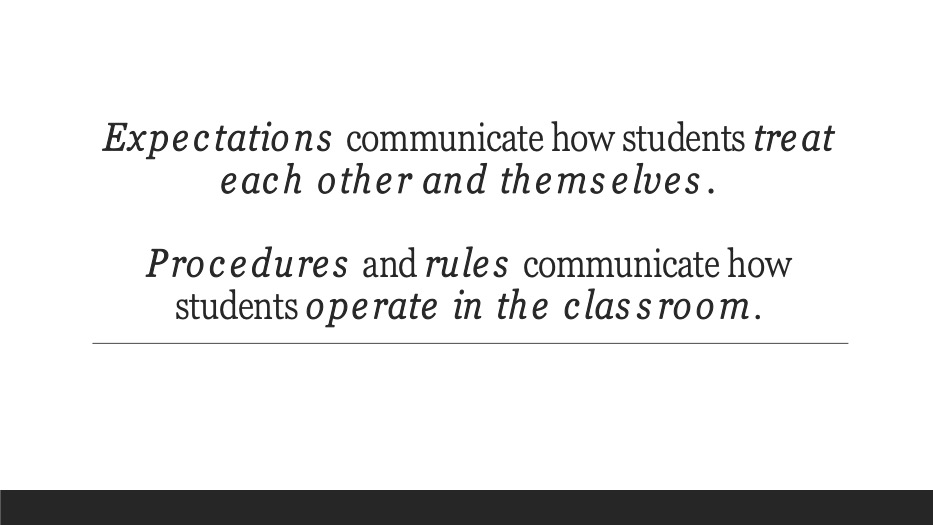 Expectations communicate how students treat
each other and themselves.
Procedures and rules communicate how
students operate in the classroom.